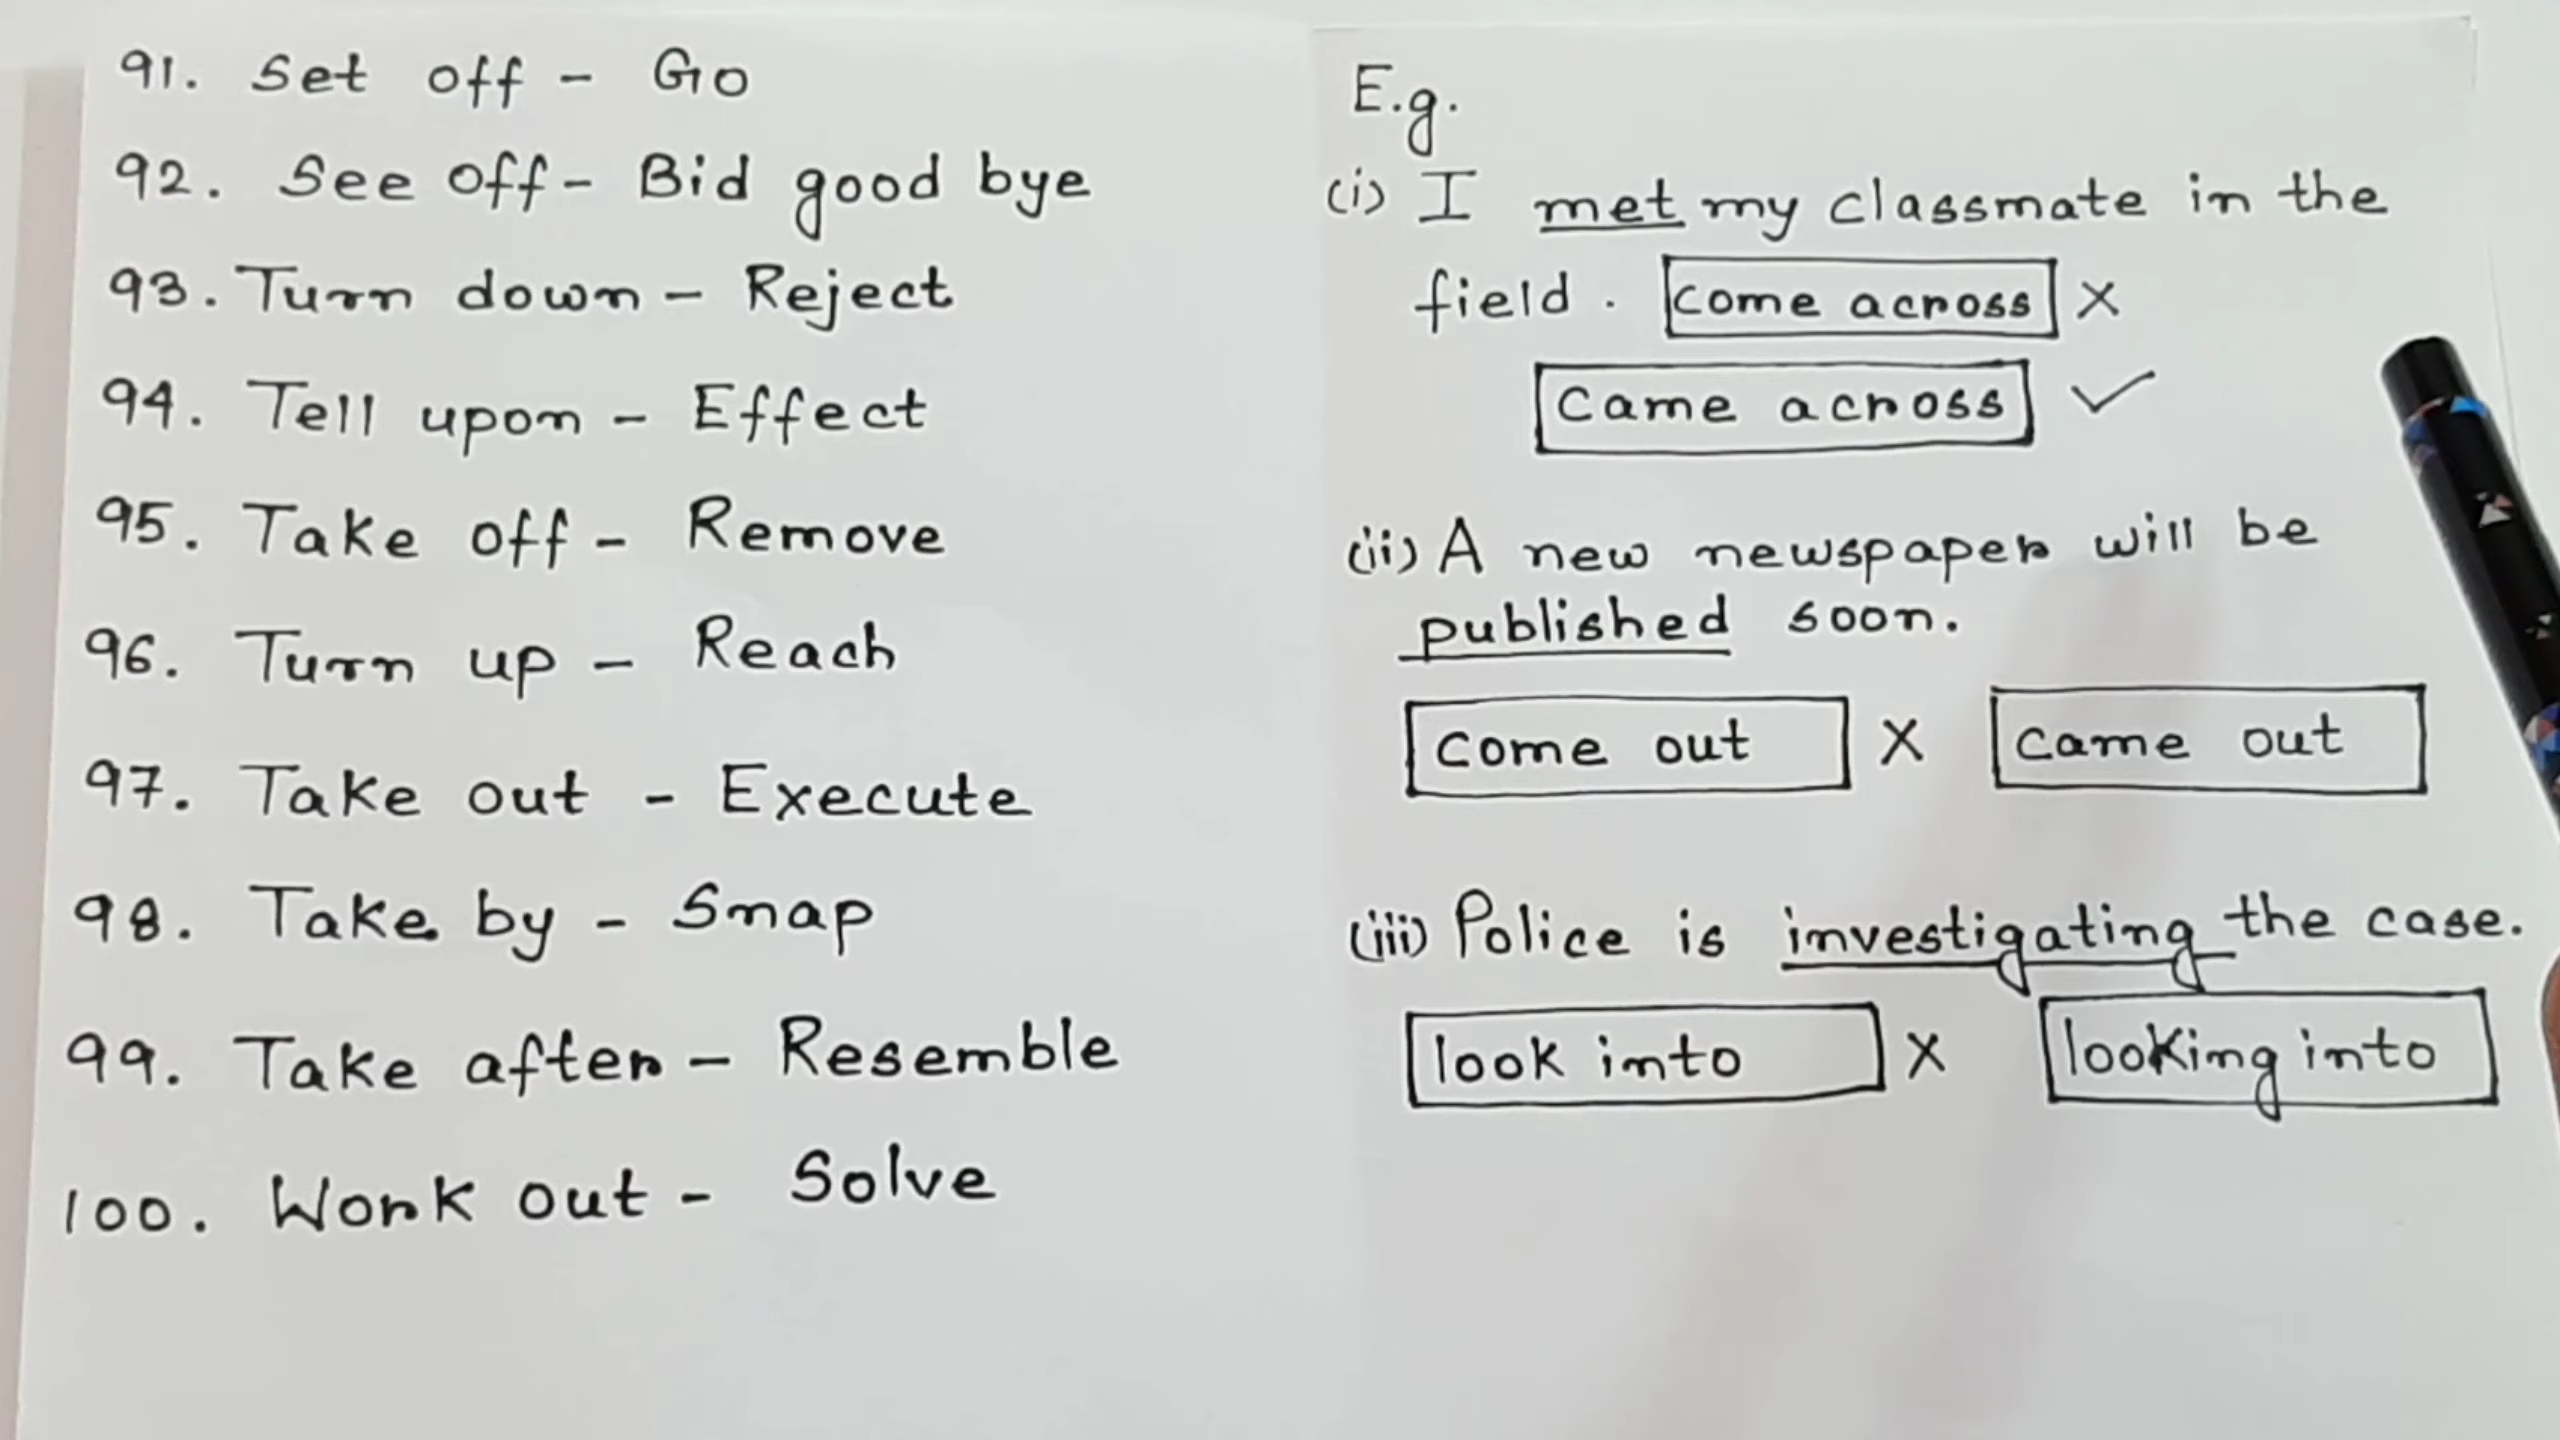 91. Set off - Go
92. See off - Bid good bye
93. Turn down - Reject
94. Tell upon - Effect
95. Take off - Remove
96. Turn up - Reach
97. Take out - Execute
98. Take by - Snap
99. Take after - Resemble
100. Work out - Solve
E.g.
(i) I met my classmate in the
field. come across ×
Came across ✓
(ii) A new newspaper will be
published soon.
come out × came out
(iii) Police is investigating the case.
look into × looking into